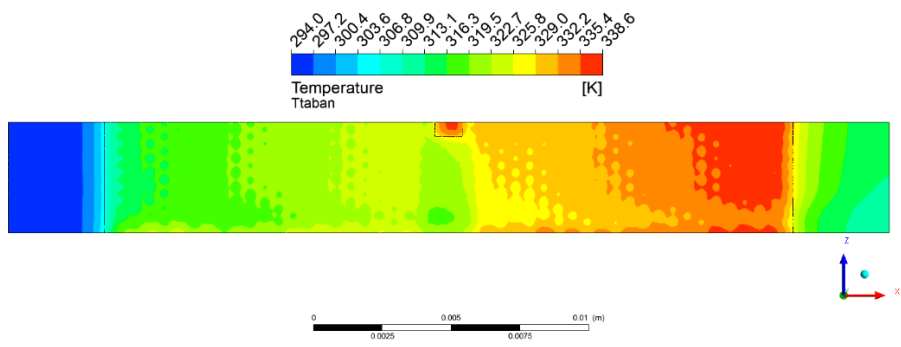 294.0 297.2 300.4 303.6 306.8 309.9 313.1 316.3 319.5 322.7 325.8 329.0 332.2 335.4 338.6
Temperature [K]
Ttaban
Z
X
0 0.005 0.01 (m)
0.0025 0.0075